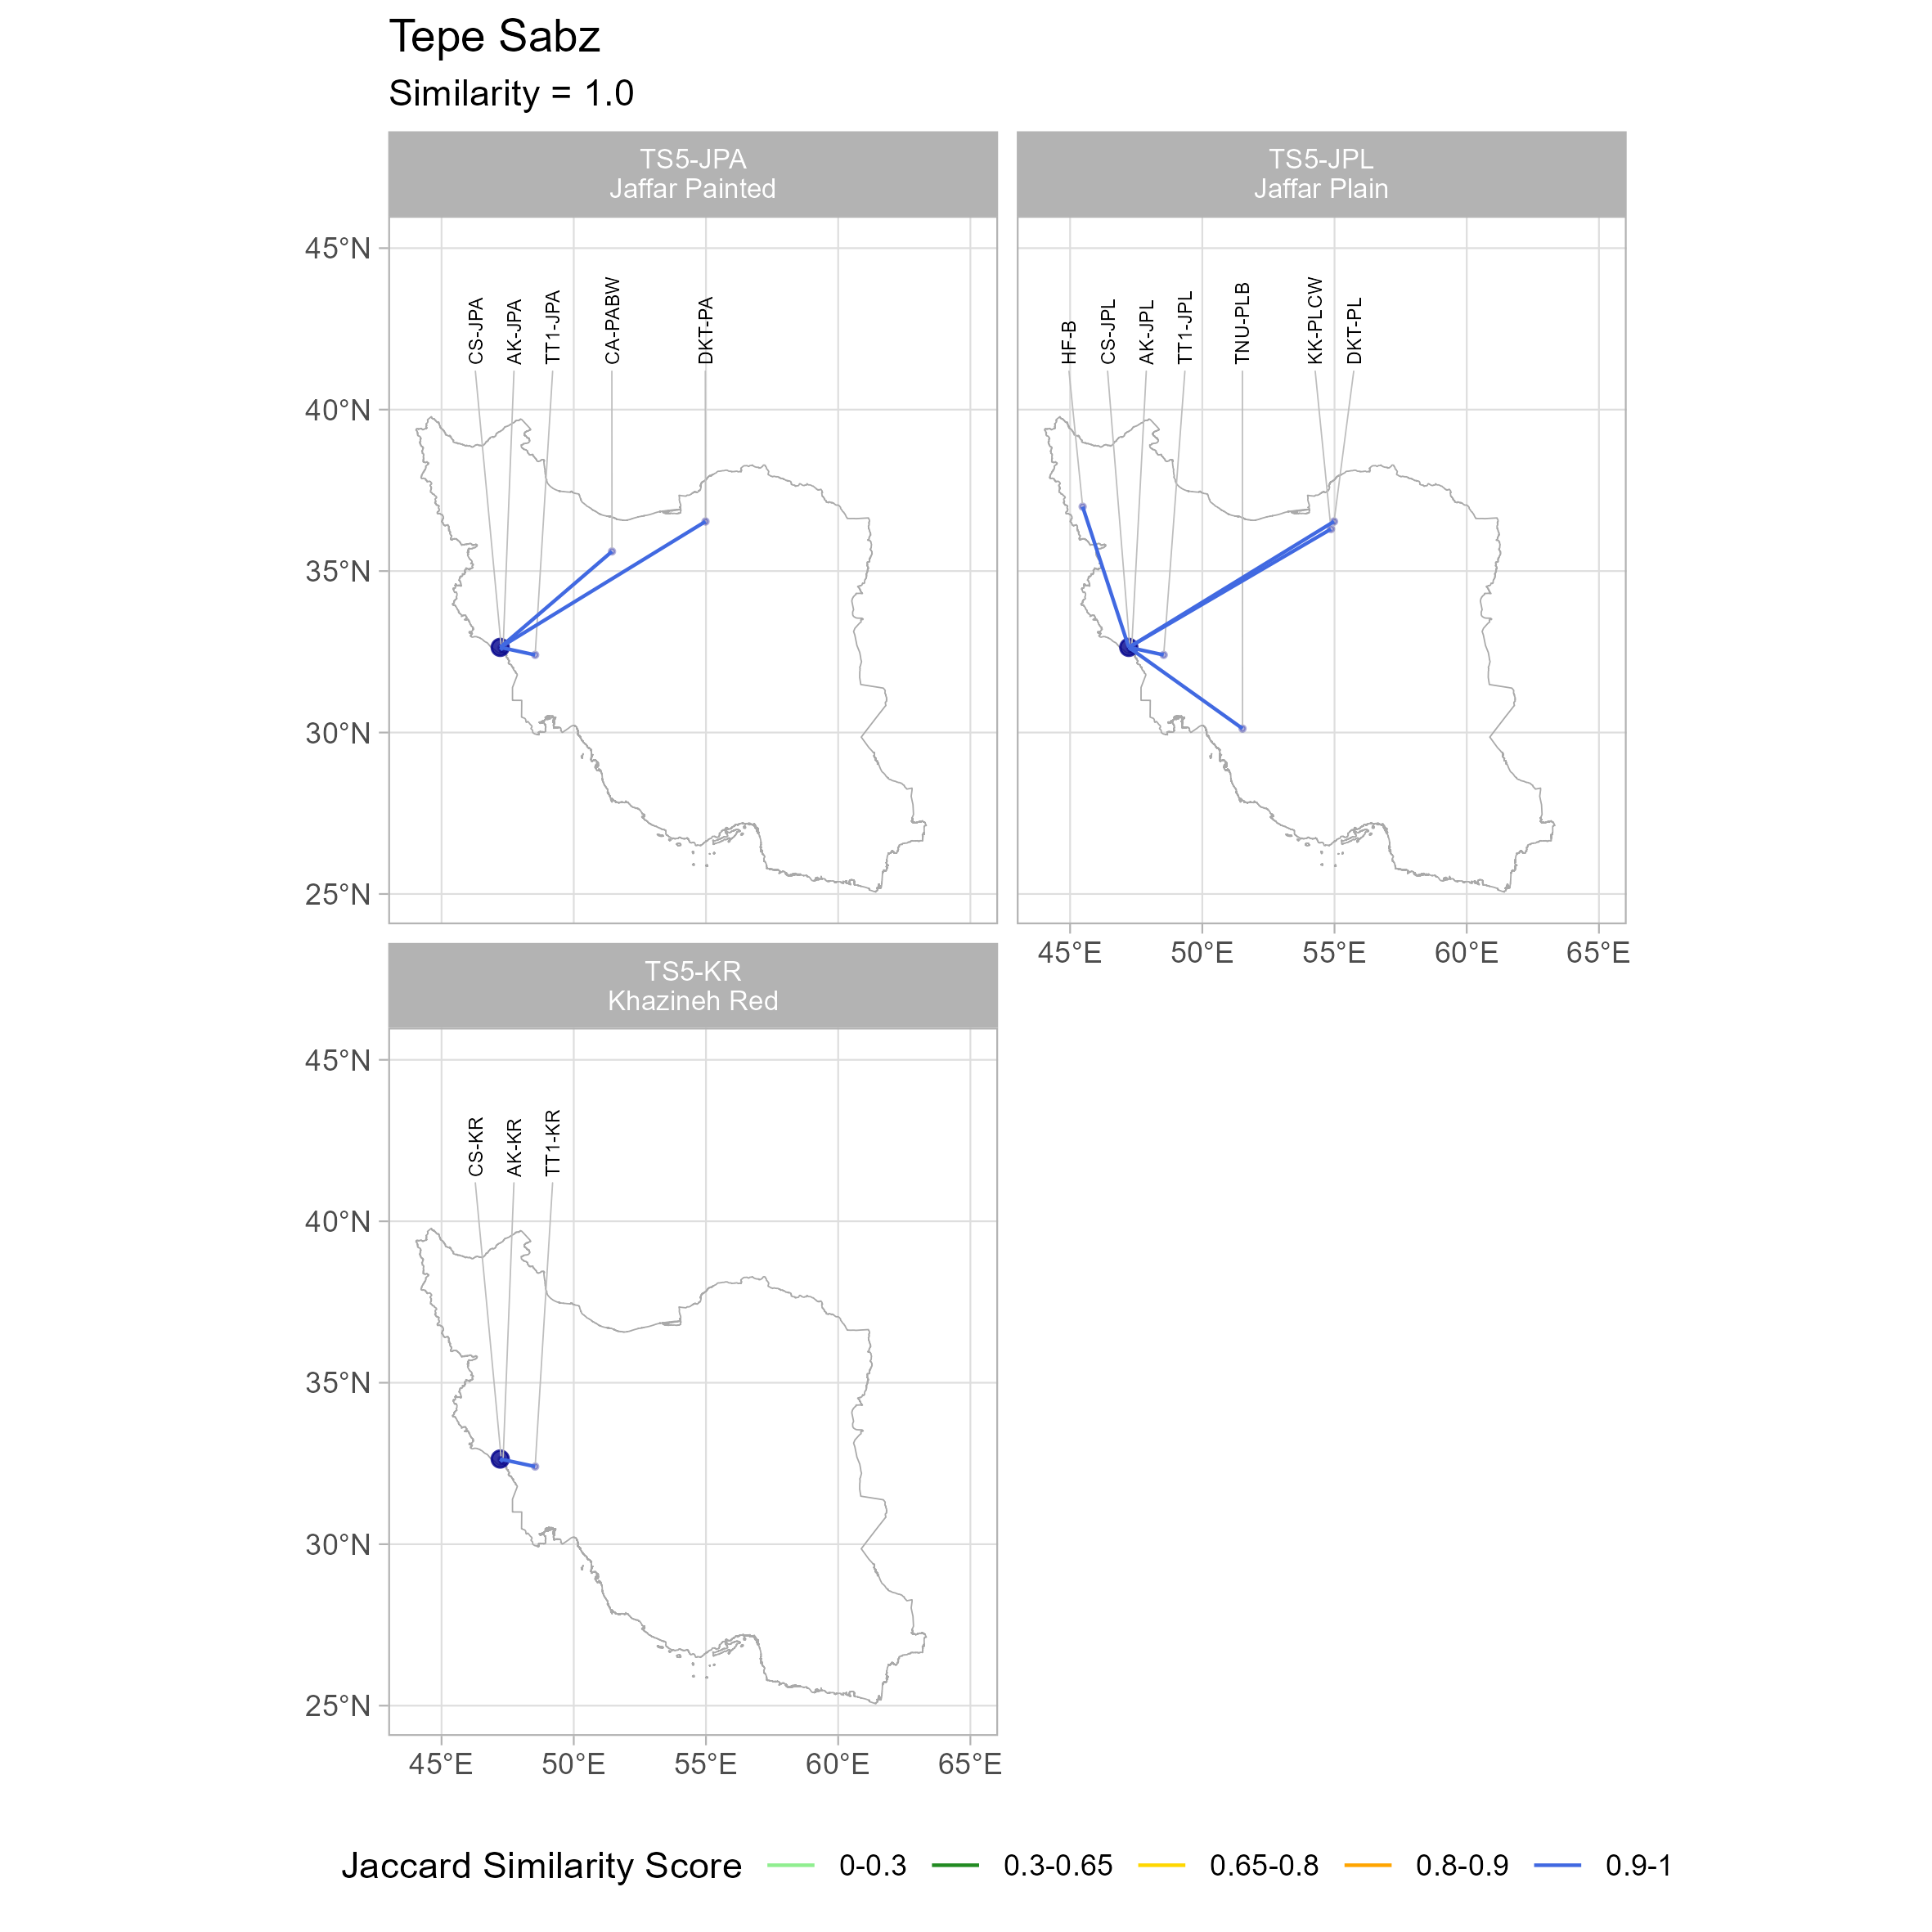 Tepe Sabz
Similarity = 1.0
TS5-JPA
Jaffar Painted
TS5-JPL
Jaffar Plain
45°N
40°N
35°N
30°N
25°N
CS-JPA
AK-JPA
TT1-JPA
CA-PABW
DKT-PA
HF-B
CS-JPL
AK-JPL
TT1-JPL
TNU-PLB
KK-PLCW
DKT-PL
45°E 50°E 55°E 60°E 65°E
TS5-KR
Khazineh Red
45°N
40°N
35°N
30°N
25°N
CS-KR
AK-KR
TT1-KR
45°E 50°E 55°E 60°E 65°E
Jaccard Similarity Score 0-0.3 0.3-0.65 0.65-0.8 0.8-0.9 0.9-1